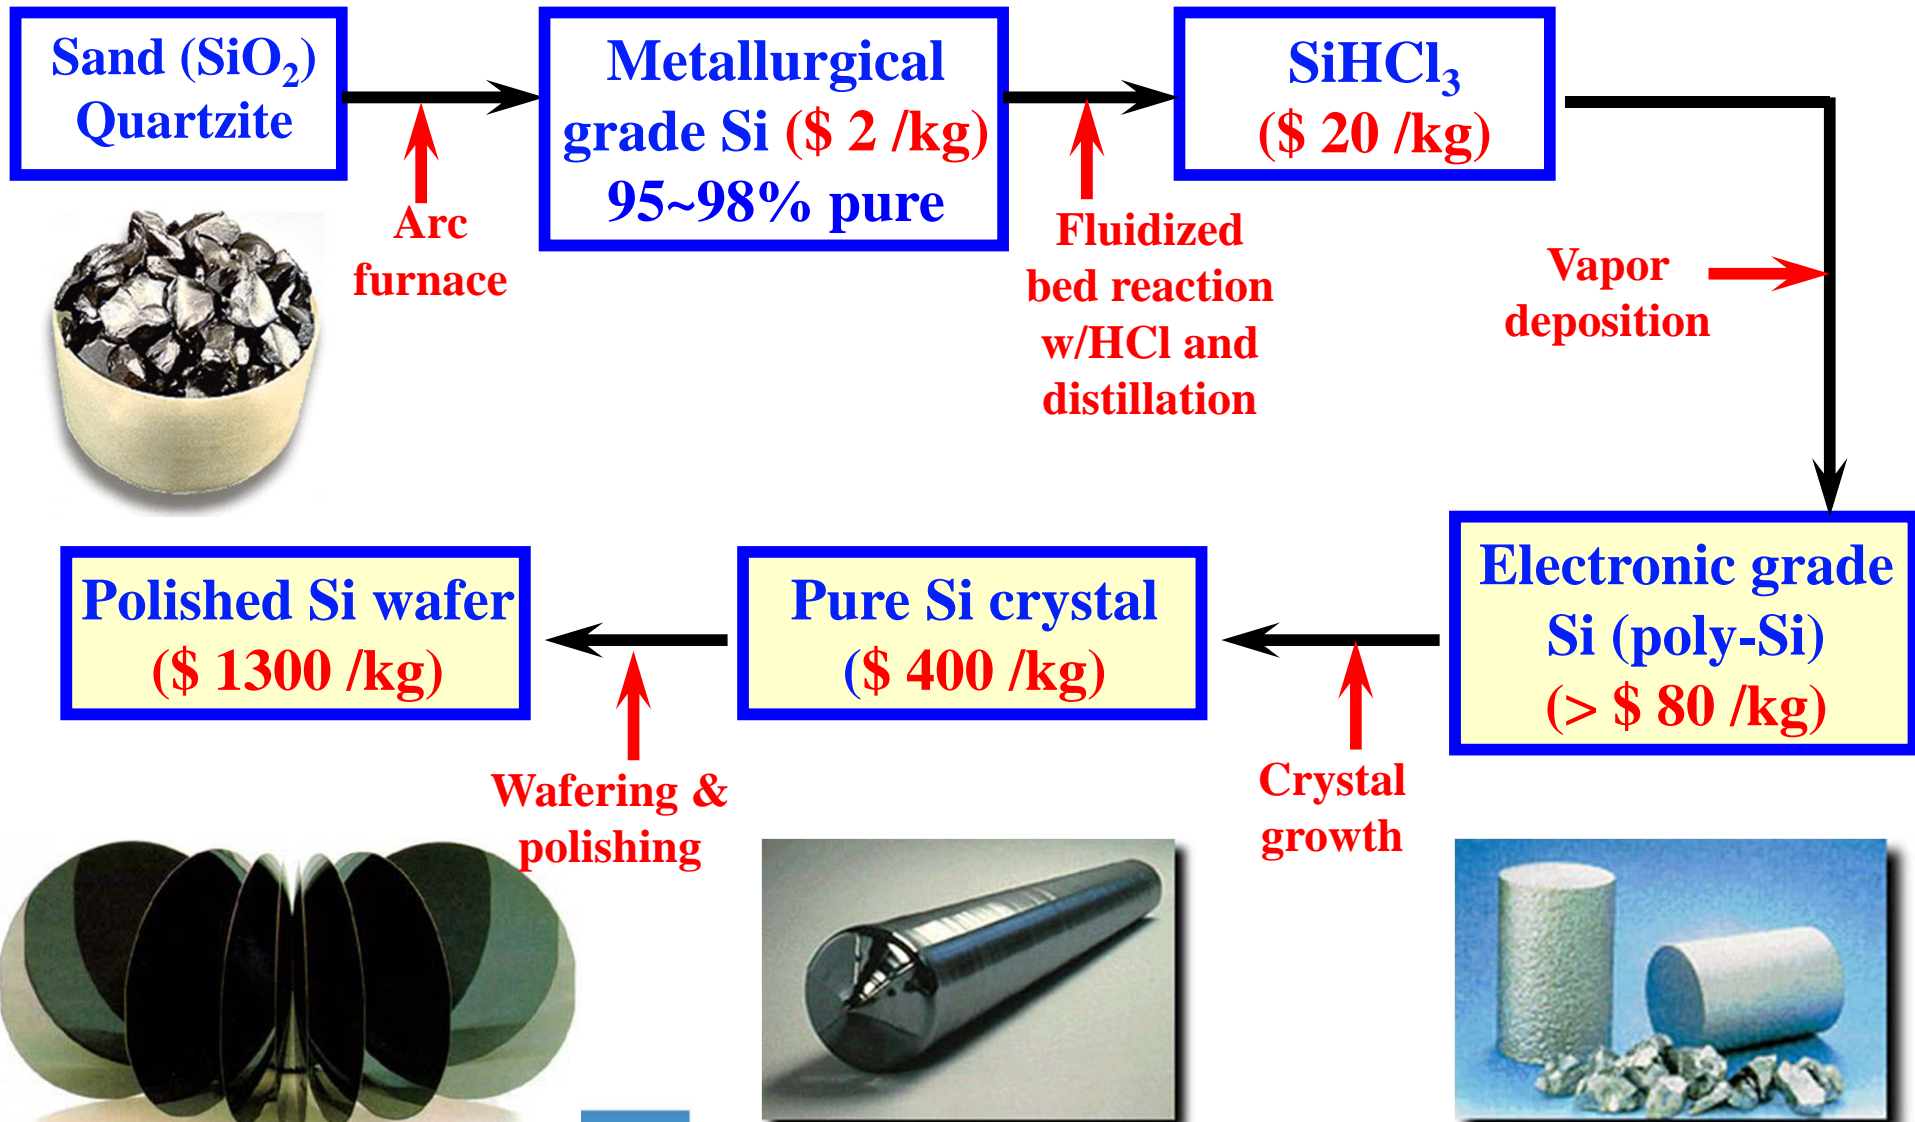 Sand (SiO₂)
Quartzite
Metallurgical
grade Si ($ 2 /kg)
95~98% pure
SiHCl₃
($ 20 /kg)
Arc
furnace
Fluidized
bed reaction
w/HCl and
distillation
Vapor
deposition
Electronic grade
Si (poly-Si)
(> $ 80 /kg)
Crystal
growth
Pure Si crystal
($ 400 /kg)
Wafering &
polishing
Polished Si wafer
($ 1300 /kg)